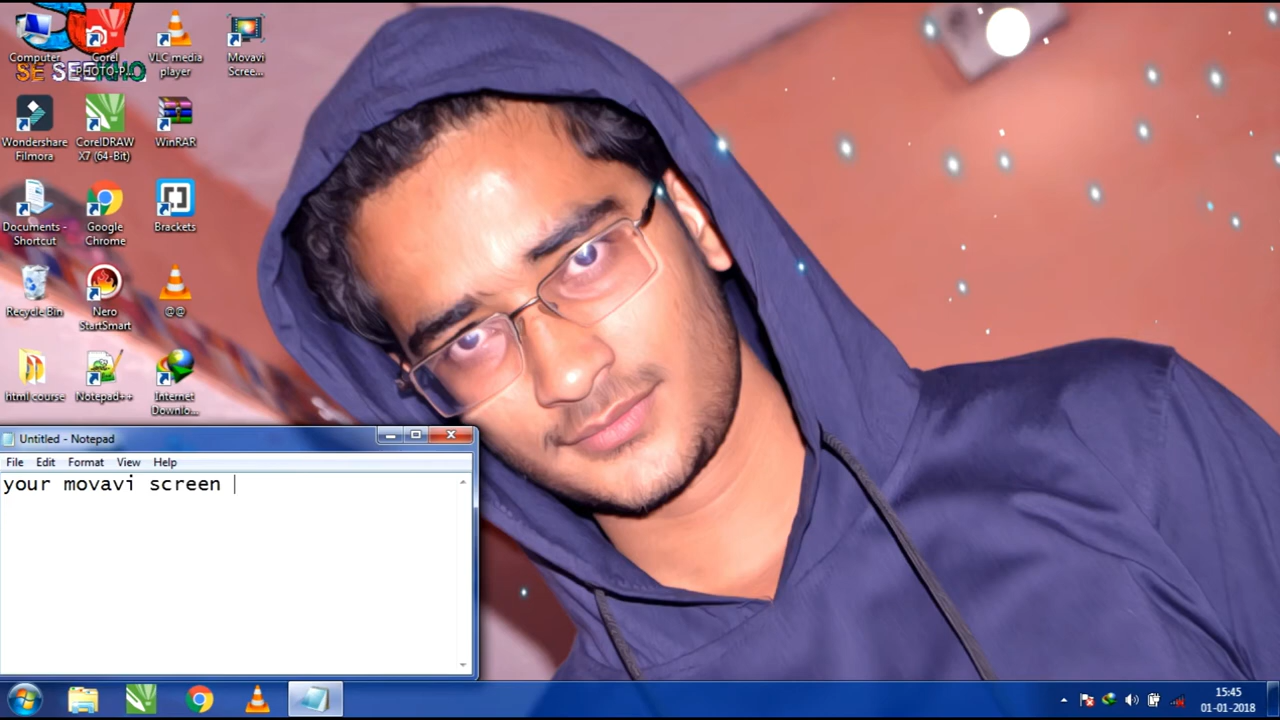 Computer
Corel
PHOTO-P...
VLC media
player
Movavi
Scree...
SE SEEKHO
Wondershare
Filmora
CorelDRAW
X7 (64-Bit)
WinRAR
Documents -
Shortcut
Google
Chrome
Brackets
Recycle Bin
Nero
StartSmart
@@
html course
Notepad++
Internet
Downlo...
Untitled - Notepad
File Edit Format View Help
your movavi screen
15:45
01-01-2018